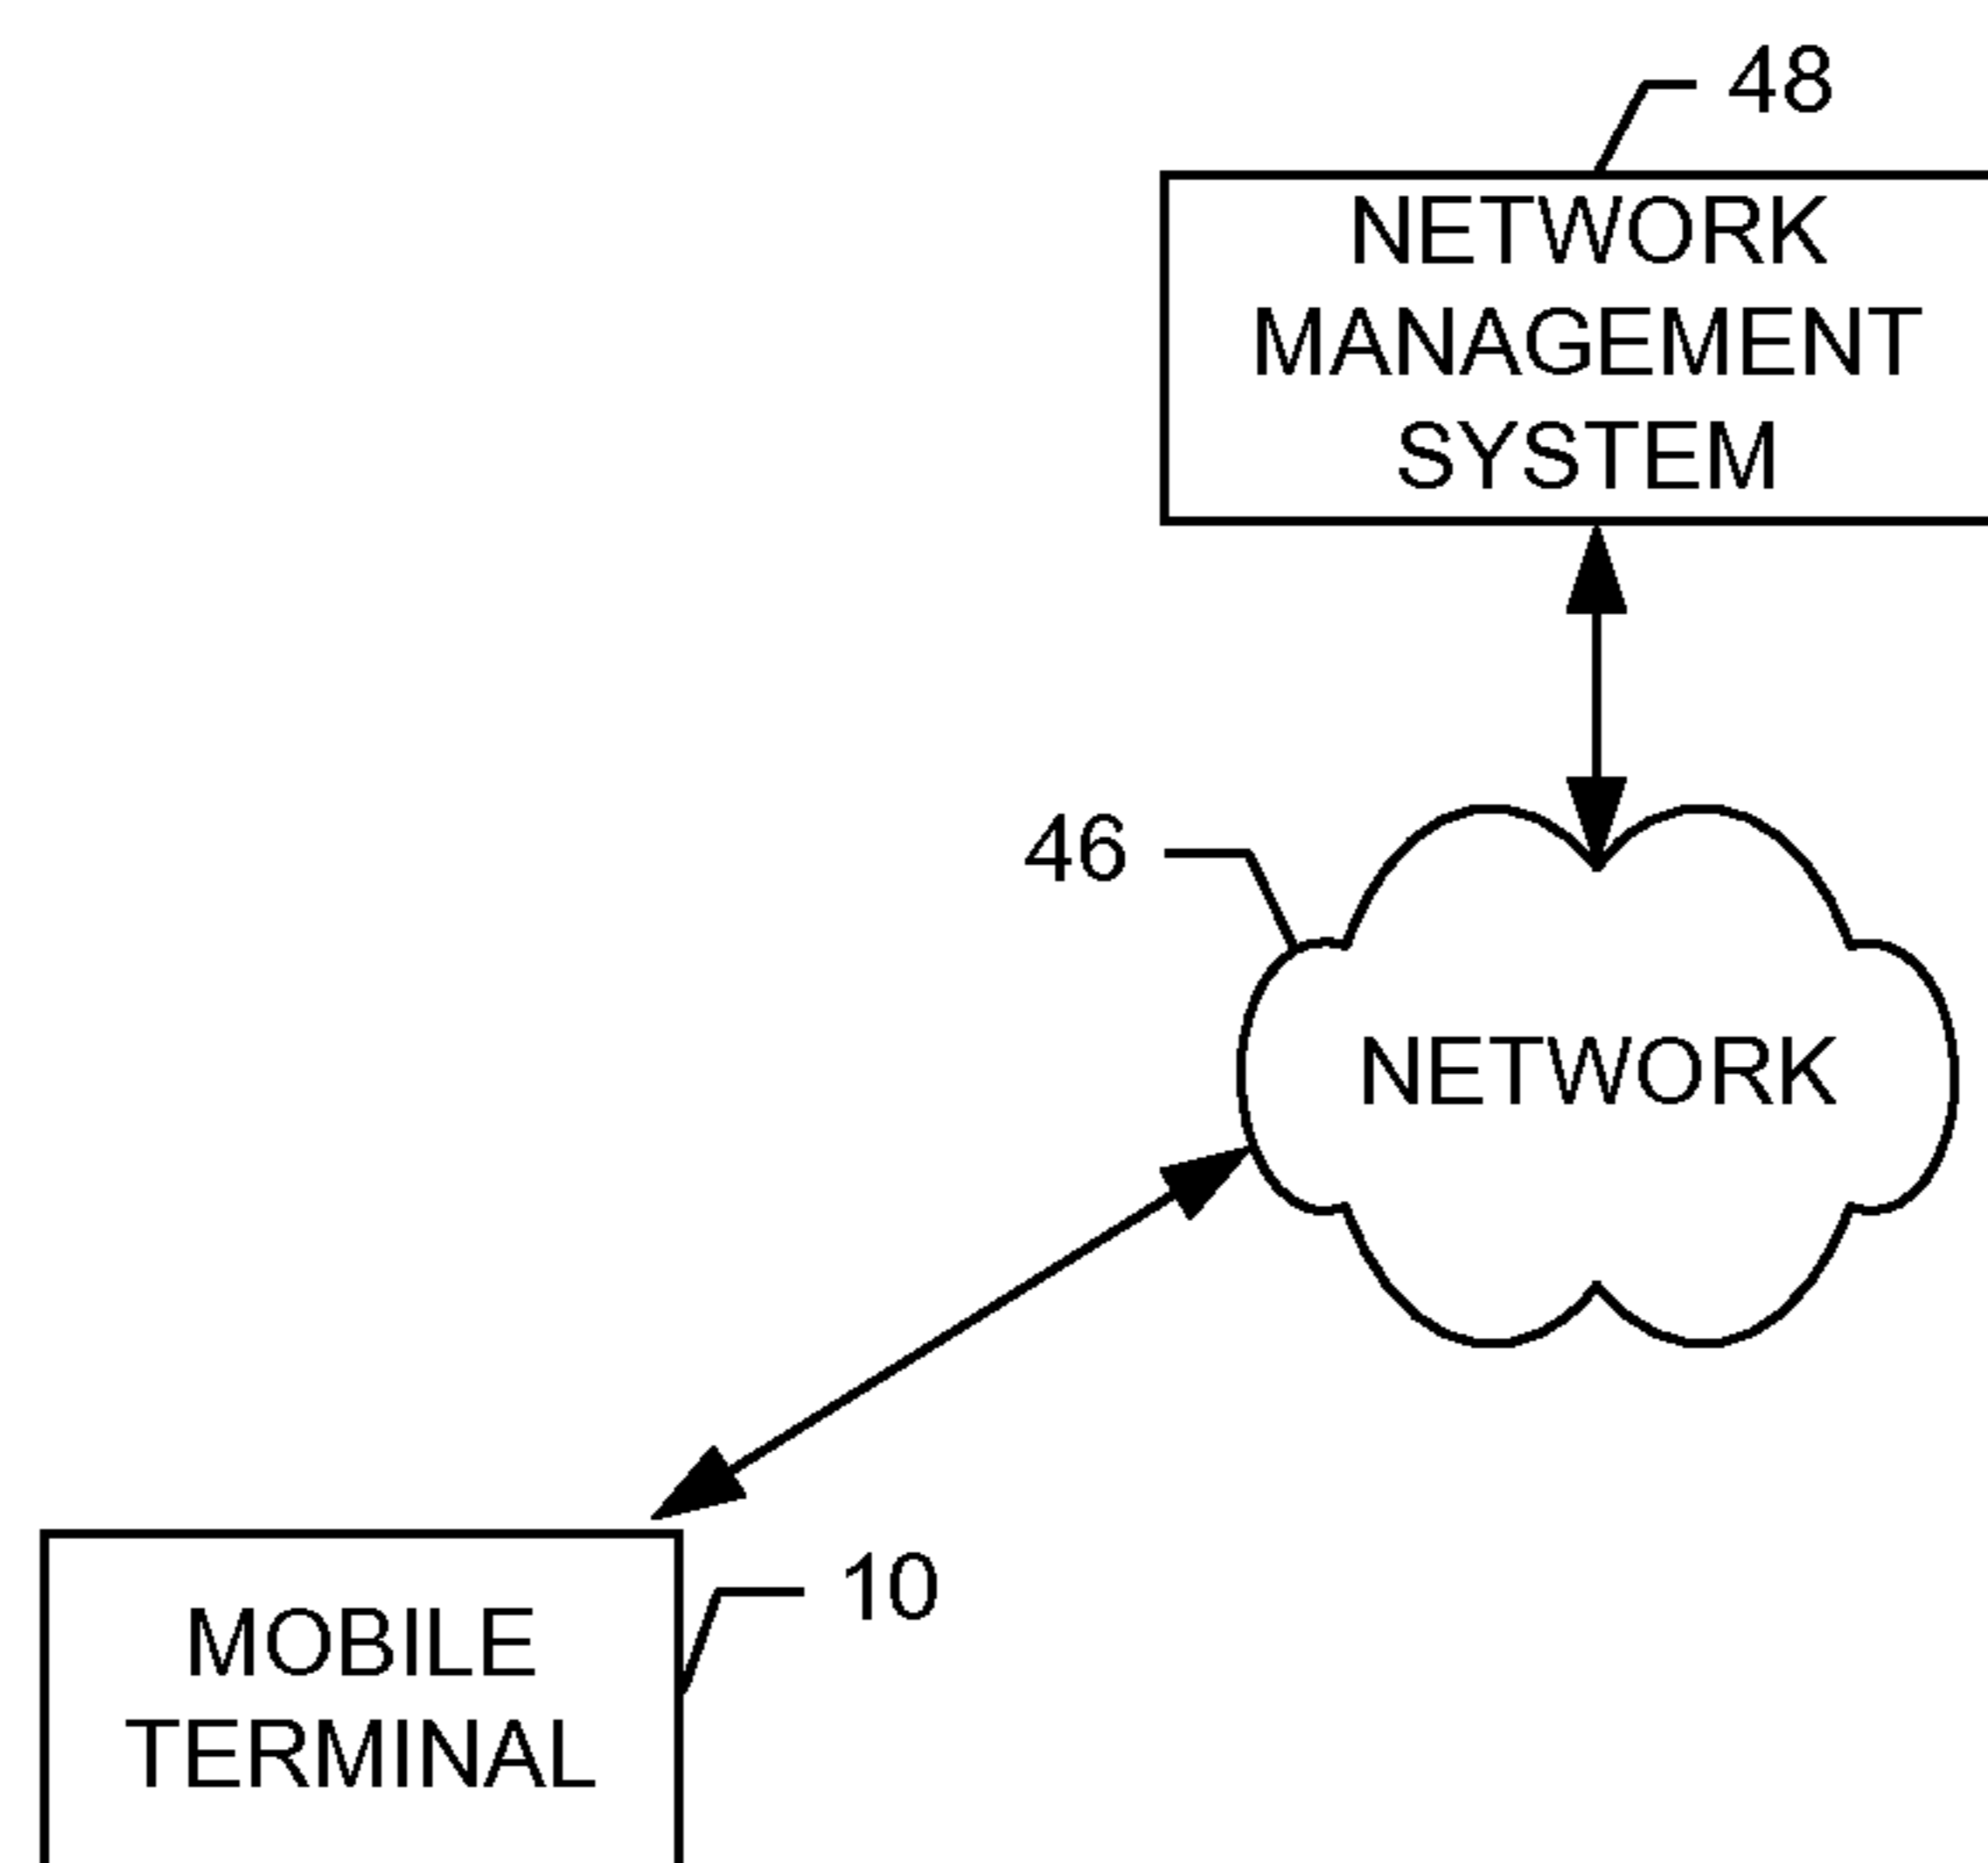 48
NETWORK
MANAGEMENT
SYSTEM
46
NETWORK
10
MOBILE
TERMINAL